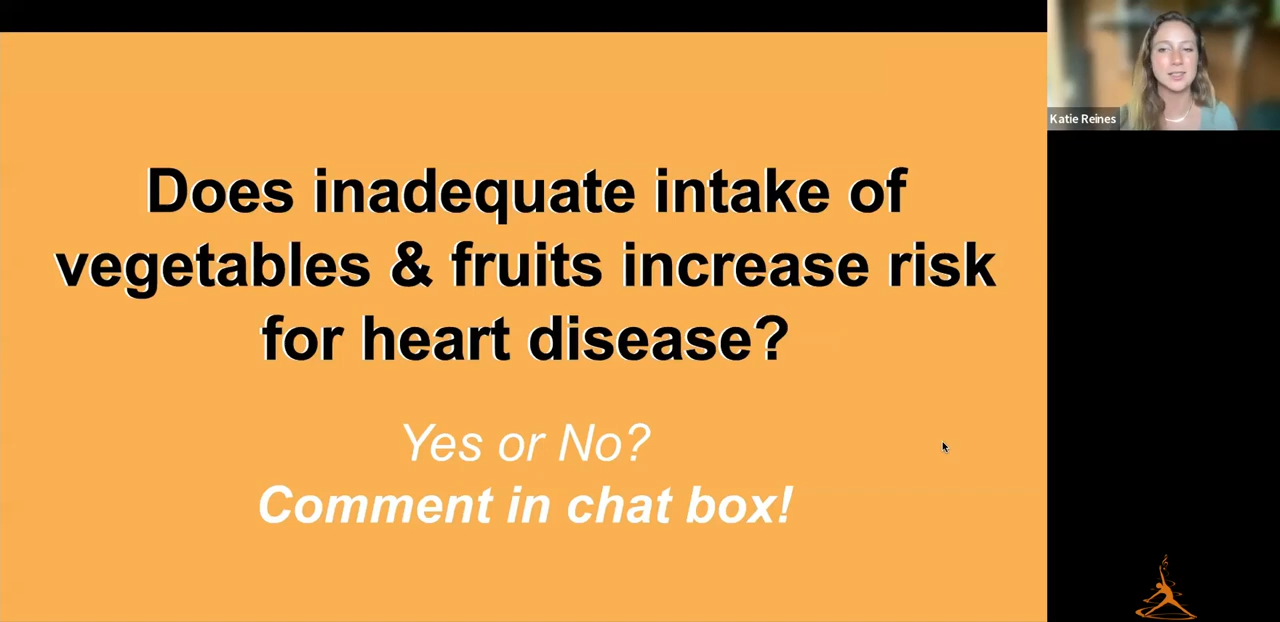 Does inadequate intake of
vegetables & fruits increase risk
for heart disease?
Yes or No?
Comment in chat box!
Katie Reines